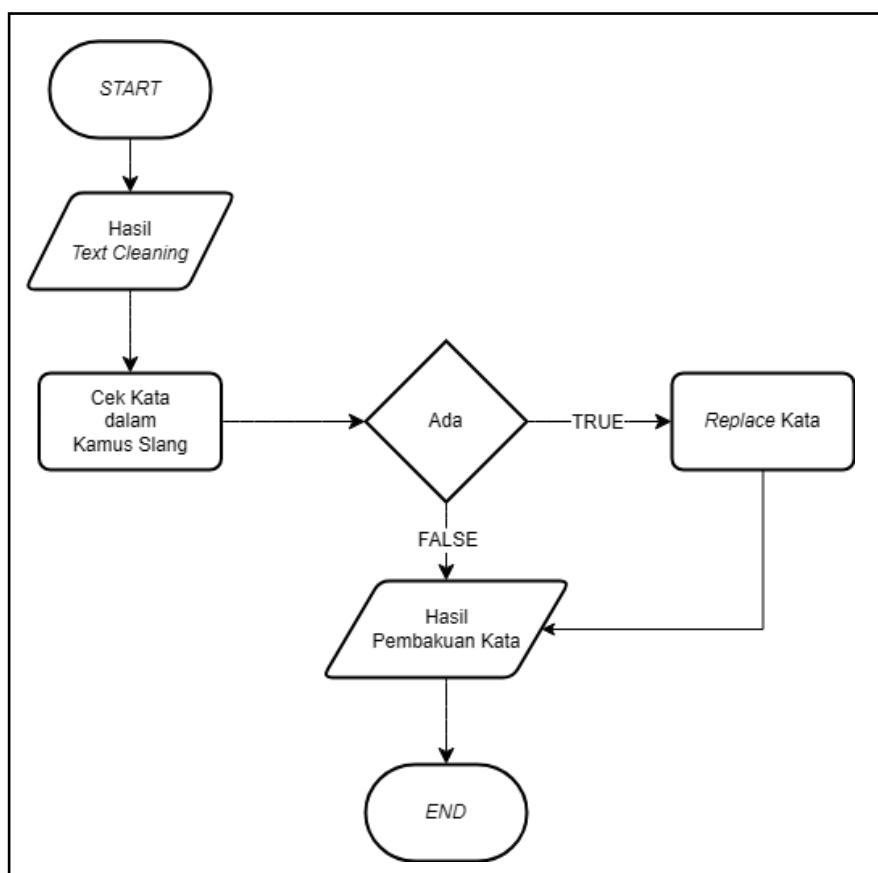 START
Hasil
Text Cleaning
Cek Kata
dalam
Kamus Slang
Ada
TRUE
Replace Kata
FALSE
Hasil
Pembakuan Kata
END